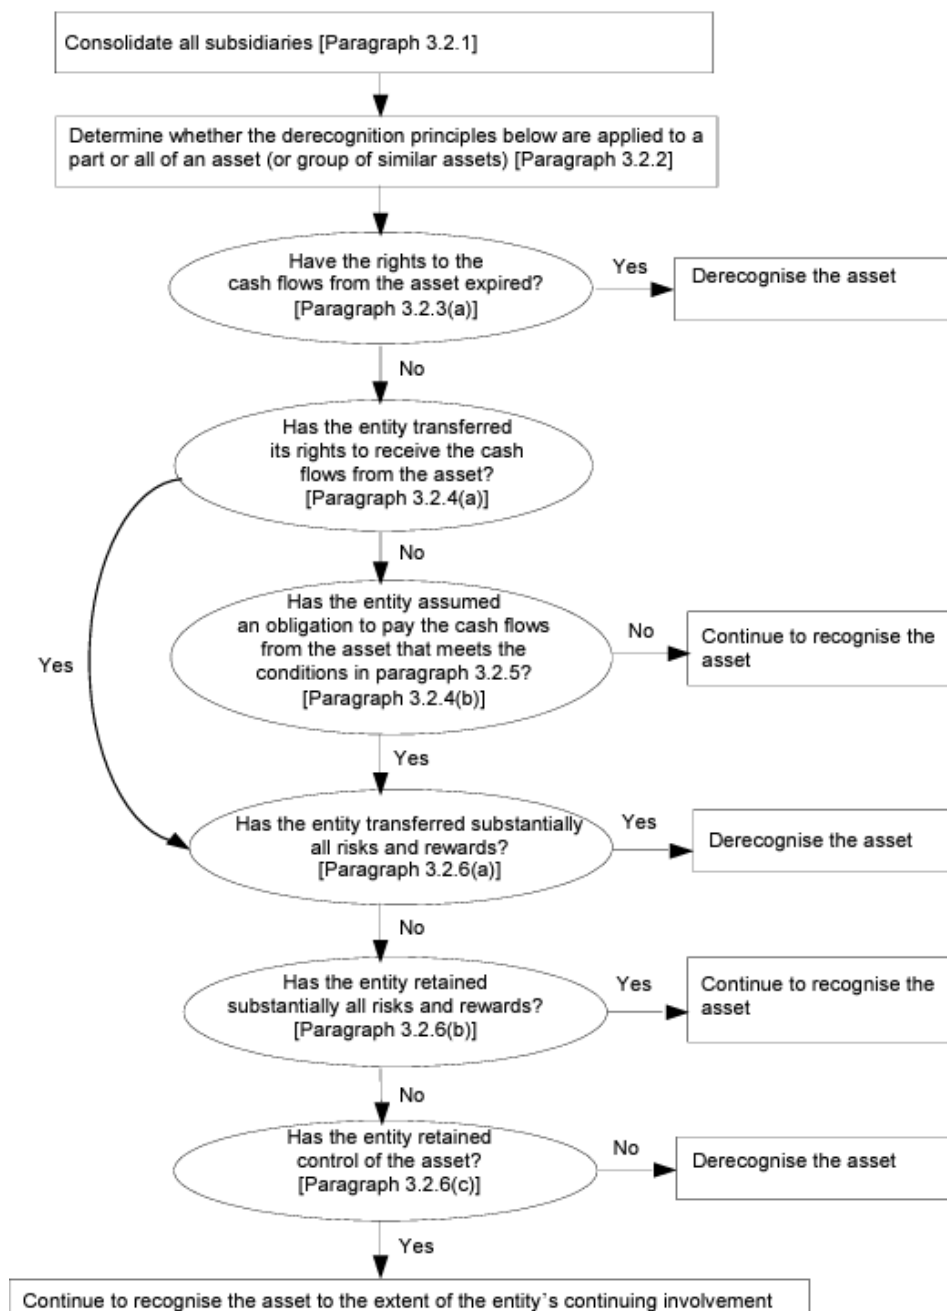 Consolidate all subsidiaries [Paragraph 3.2.1]
Determine whether the derecognition principles below are applied to a
part or all of an asset (or group of similar assets) [Paragraph 3.2.2]
Have the rights to the
cash flows from the asset expired?
[Paragraph 3.2.3(a)]
Yes
Derecognise the asset
No
Has the entity transferred
its rights to receive the cash
flows from the asset?
[Paragraph 3.2.4(a)]
No
Has the entity assumed
an obligation to pay the cash flows
from the asset that meets the
conditions in paragraph 3.2.5?
[Paragraph 3.2.4(b)]
No
Continue to recognise the
asset
Yes
Yes
Has the entity transferred substantially
all risks and rewards?
[Paragraph 3.2.6(a)]
Yes
Derecognise the asset
No
Has the entity retained
substantially all risks and rewards?
[Paragraph 3.2.6(b)]
Yes
Continue to recognise the
asset
No
Has the entity retained
control of the asset?
[Paragraph 3.2.6(c)]
No
Derecognise the asset
Yes
Continue to recognise the asset to the extent of the entity`s continuing involvement